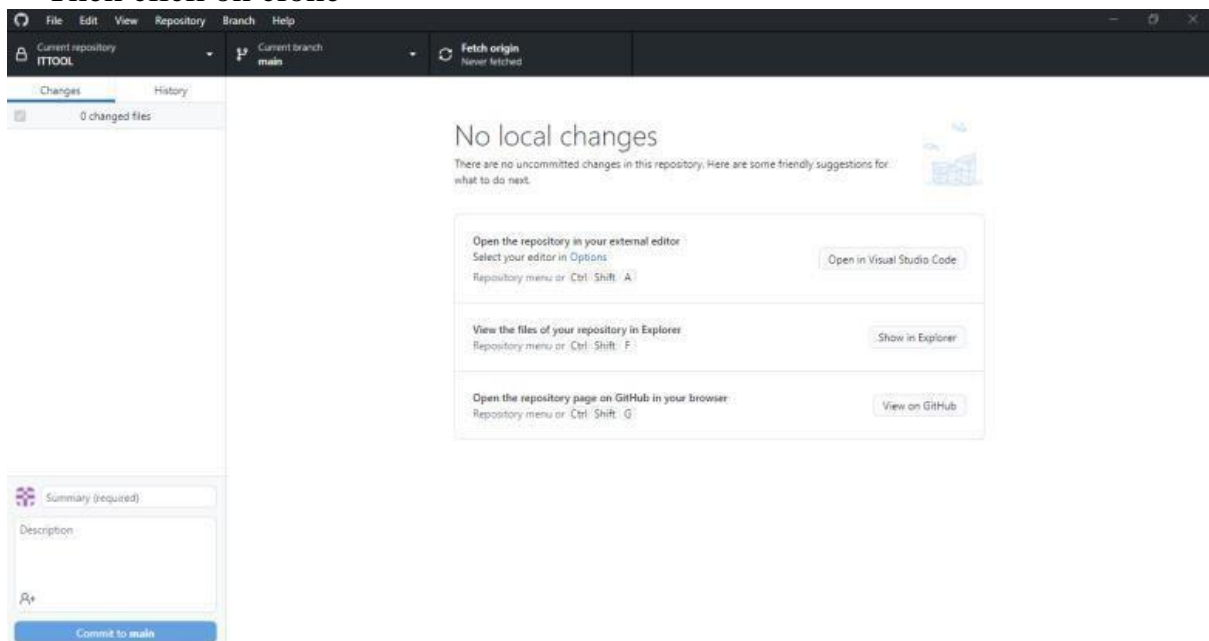 Then click on clone
File Edit View Repository Branch Help
Current repository
ITTOOL
Current branch
main
Fetch origin
Never fetched
Changes History
0 changed files
No local changes
There are no uncommitted changes in this repository. Here are some friendly suggestions for
what to do next.
Open the repository in your external editor
Select your editor in Options
Repository menu or Ctrl Shift A
Open in Visual Studio Code
View the files of your repository in Explorer
Repository menu or Ctrl Shift F
Show in Explorer
Open the repository page on GitHub in your browser
Repository menu or Ctrl Shift G
View on GitHub
Summary (required)
Description
Commit to main